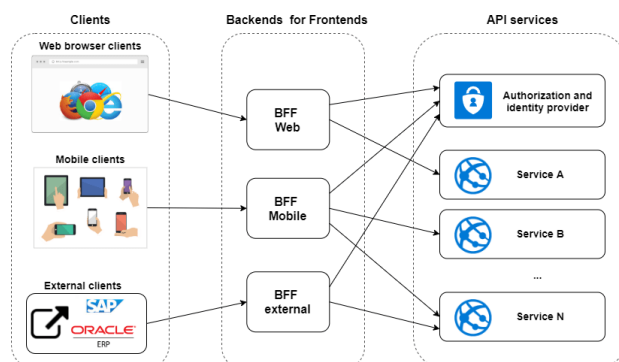 Clients
Backends for Frontends
API services
Web browser clients
BFF
Web
Authorization and
identity provider
Mobile clients
Service A
BFF
Mobile
Service B
...
External clients
SAP
ORACLE
ERP
BFF
external
Service N